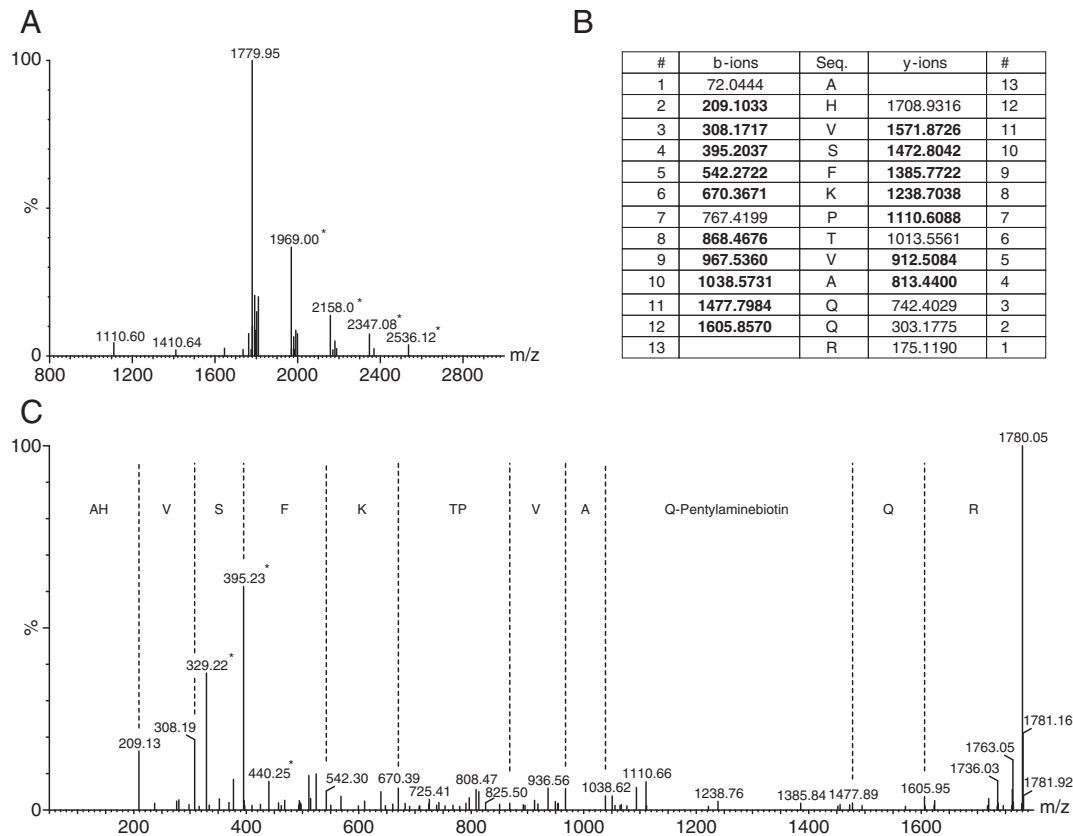 A
B
100
1779.95
1969.00*
2158.0*
2347.08*
2536.12*
1110.60
1410.64
%
0
m/z
800 1200 1600 2000 2400 2800
# b-ions Seq. y-ions #
1 72.0444 A 13
2 209.1033 H 1708.9316 12
3 308.1717 V 1571.8726 11
4 395.2037 S 1472.8042 10
5 542.2722 F 1385.7722 9
6 670.3671 K 1238.7038 8
7 767.4199 P 1110.6088 7
8 868.4676 T 1013.5561 6
9 967.5360 V 912.5084 5
10 1038.5731 A 813.4400 4
11 1477.7984 Q 742.4029 3
12 1605.8570 Q 303.1775 2
13 R 175.1190 1
C
100
1780.05
AH V S F K TP V A Q-Pentylaminebiotin Q R
395.23*
329.22*
%
308.19
209.13
440.25*
542.30
670.39
725.41
808.47
825.50
936.56
1038.62
1110.66
1238.76
1385.84
1477.89
1605.95
1736.03
1763.05
1781.16
1781.92
0
m/z
200 400 600 800 1000 1200 1400 1600